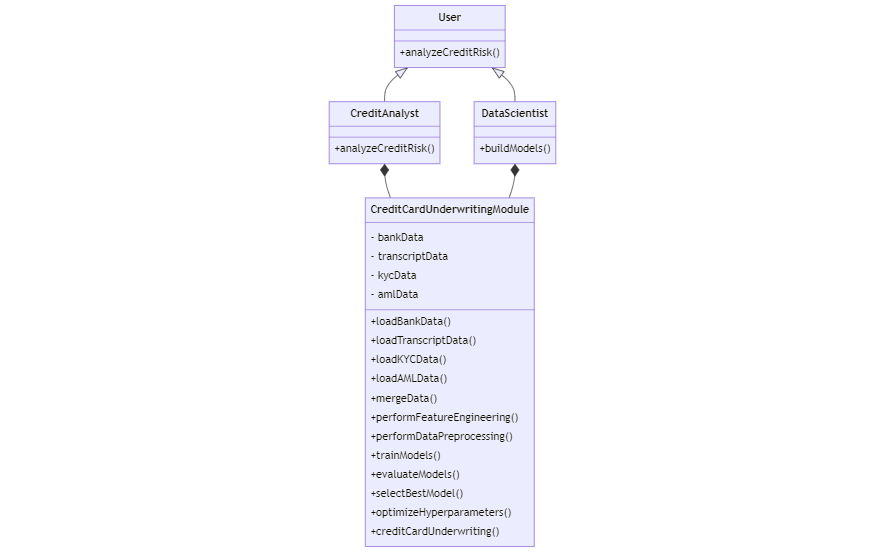 User
+analyzeCreditRisk()
CreditAnalyst
+analyzeCreditRisk()
DataScientist
+buildModels()
CreditCardUnderwritingModule
- bankData
- transcriptData
- kycData
- amlData
+loadBankData()
+loadTranscriptData()
+loadKYCData()
+loadAMLData()
+mergeData()
+performFeatureEngineering()
+performDataPreprocessing()
+trainModels()
+evaluateModels()
+selectBestModel()
+optimizeHyperparameters()
+creditCardUnderwriting()